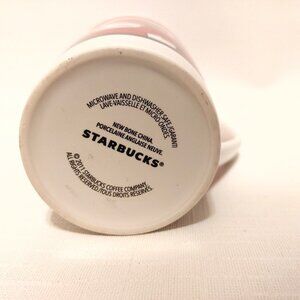 MICROWAVE AND DISHWASHER SAFE/GARANTI
LAVE-VAISSELLE ET MICRO-ONDES
NEW BONE CHINA
PORCELAINE ANGLAISE NEUVE.
STARBUCKS®
© 2011 STARBUCKS COFFEE COMPANY.
ALL RIGHTS RESERVED/TOUS DROITS RÉSERVÉS.